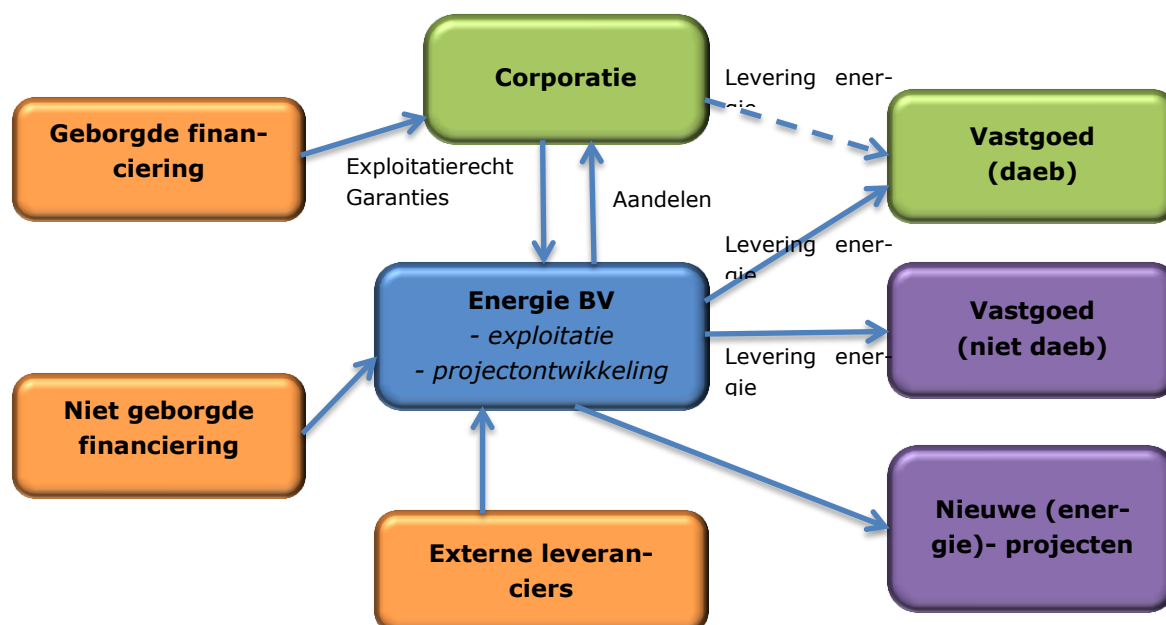 Corporatie
Levering ener-
gie
Geborgde finan-
ciering
Vastgoed
(daeb)
Exploitatierecht
Garanties
Aandelen
Levering ener-
gie
Energie BV
- exploitatie
- projectontwikkeling
Vastgoed
(niet daeb)
Levering ener-
gie
Niet geborgde
financiering
Nieuwe (ener-
gie)- projecten
Externe leveran-
ciers